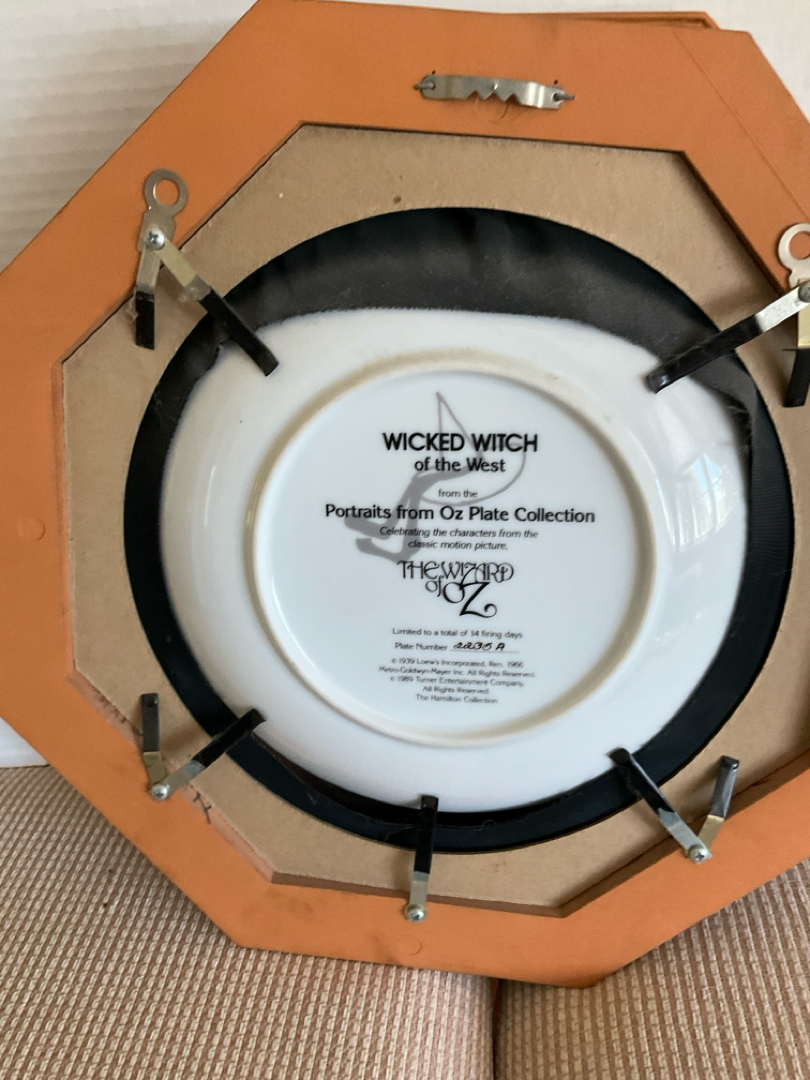 WICKED WITCH
of the West
from the
Portraits from Oz Plate Collection
Celebrating the characters from the
classic motion picture,
THE WIZARD
of OZ
Limited to a total of 14 firing days
Plate Number 2235 A
© 1939 Loew's Incorporated, Ren. 1966
Metro-Goldwyn-Mayer Inc. All Rights Reserved.
© 1989 Turner Entertainment Company.
All Rights Reserved.
The Hamilton Collection